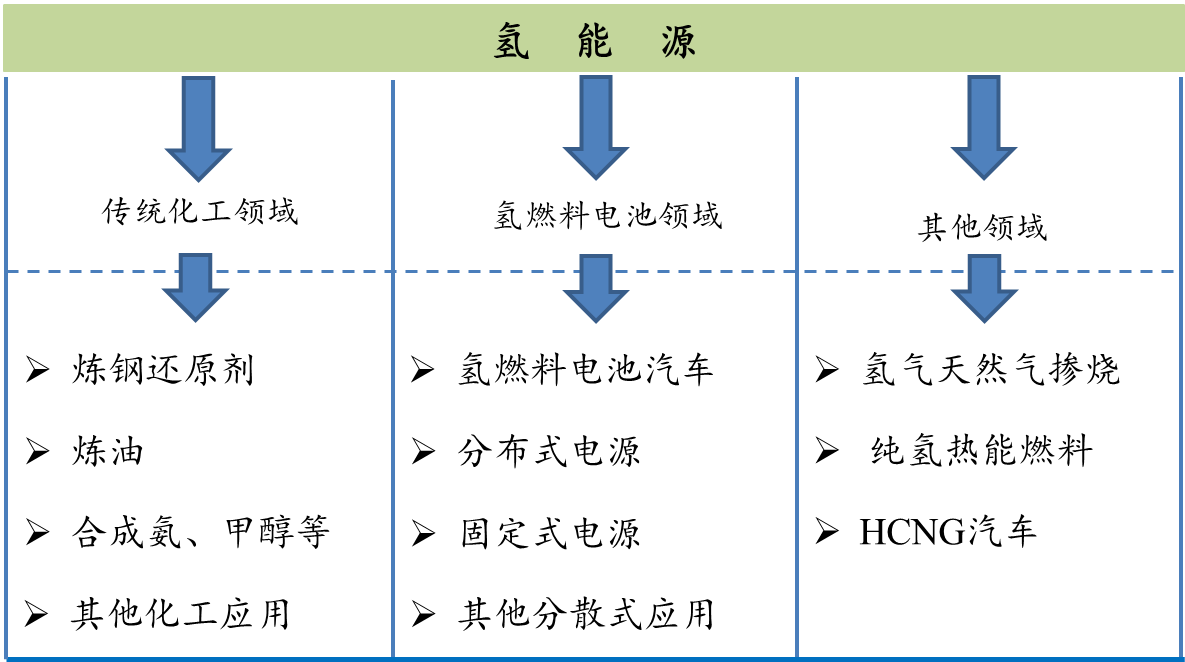 氢 能 源
传统化工领域
炼钢还原剂
炼油
合成氨、甲醇等
其他化工应用
氢燃料电池领域
氢燃料电池汽车
分布式电源
固定式电源
其他分散式应用
其他领域
氢气天然气掺烧
纯氢热能燃料
HCNG汽车